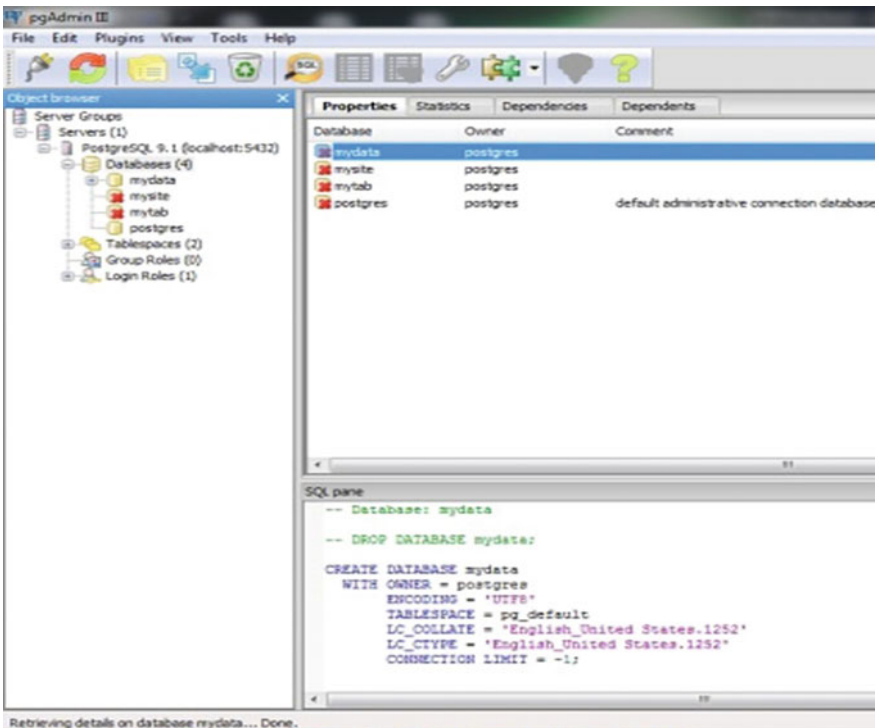 pgAdmin III
File Edit Plugins View Tools Help
SQL
Object browser
Server Groups
Servers (1)
PostgreSQL 9.1 (localhost:5432)
Databases (4)
mydata
mysite
mytab
postgres
Tablespaces (2)
Group Roles (0)
Login Roles (1)
Properties Statistics Dependencies Dependents
Database Owner Comment
mydata postgres
mysite postgres
mytab postgres
postgres postgres default administrative connection database
SQL pane
-- Database: mydata
-- DROP DATABASE mydata;
CREATE DATABASE mydata
WITH OWNER = postgres
ENCODING = 'UTF8'
TABLESPACE = pg_default
LC_COLLATE = 'English_United States.1252'
LC_CTYPE = 'English_United States.1252'
CONNECTION LIMIT = -1;
Retrieving details on database mydata... Done.